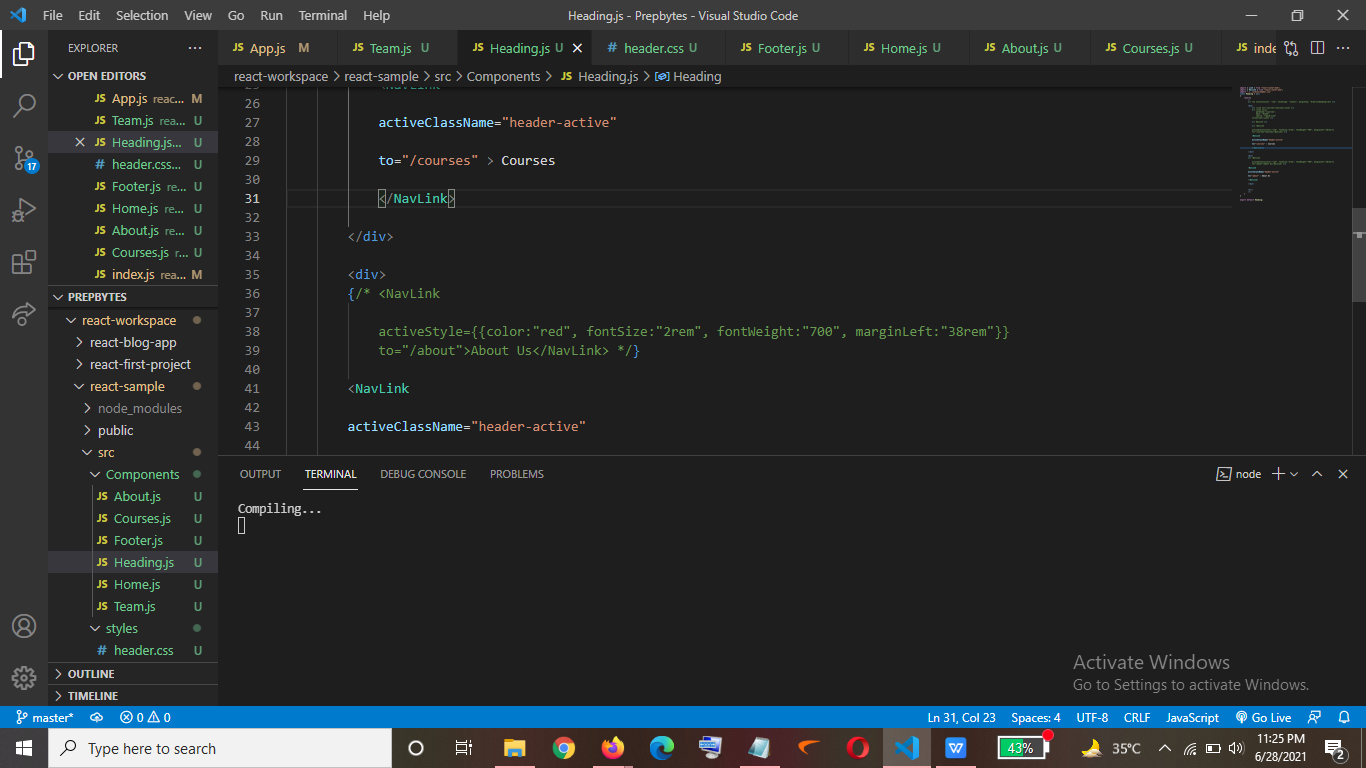 File Edit Selection View Go Run Terminal Help Heading.js - Prepbytes - Visual Studio Code
EXPLORER
App.js M Team.js U Heading.js U header.css U Footer.js U Home.js U About.js U Courses.js U
react-workspace > react-sample > src > Components > JS Heading.js > Heading
OPEN EDITORS
JS App.js reac... M
JS Team.js rea... U
JS Heading.js... U
# header.css... U
JS Footer.js re... U
JS Home.js re... U
JS About.js re... U
JS Courses.js r... U
JS index.js rea... M
17
PREPBYTES
react-workspace
react-blog-app
react-first-project
react-sample
node_modules
public
src
Components
JS About.js U
JS Courses.js U
JS Footer.js U
JS Heading.js U
JS Home.js U
JS Team.js U
styles
# header.css U
OUTLINE
TIMELINE
<NavLink
26
27 activeClassName="header-active"
28
29 to="/courses" > Courses
30
31 </NavLink>
32
33 </div>
34
35 <div>
36 {/* <NavLink
37
38 activeStyle={{color:"red", fontSize:"2rem", fontWeight:"700", marginLeft:"38rem"}}
39 to="/about">About Us</NavLink> */}
40
41 <NavLink
42
43 activeClassName="header-active"
44
OUTPUT TERMINAL DEBUG CONSOLE PROBLEMS node
Compiling...
Activate Windows
Go to Settings to activate Windows.
master* 0 0 Ln 31, Col 23 Spaces: 4 UTF-8 CRLF JavaScript Go Live
Type here to search 43% 35°C 11:25 PM
6/28/2021 2